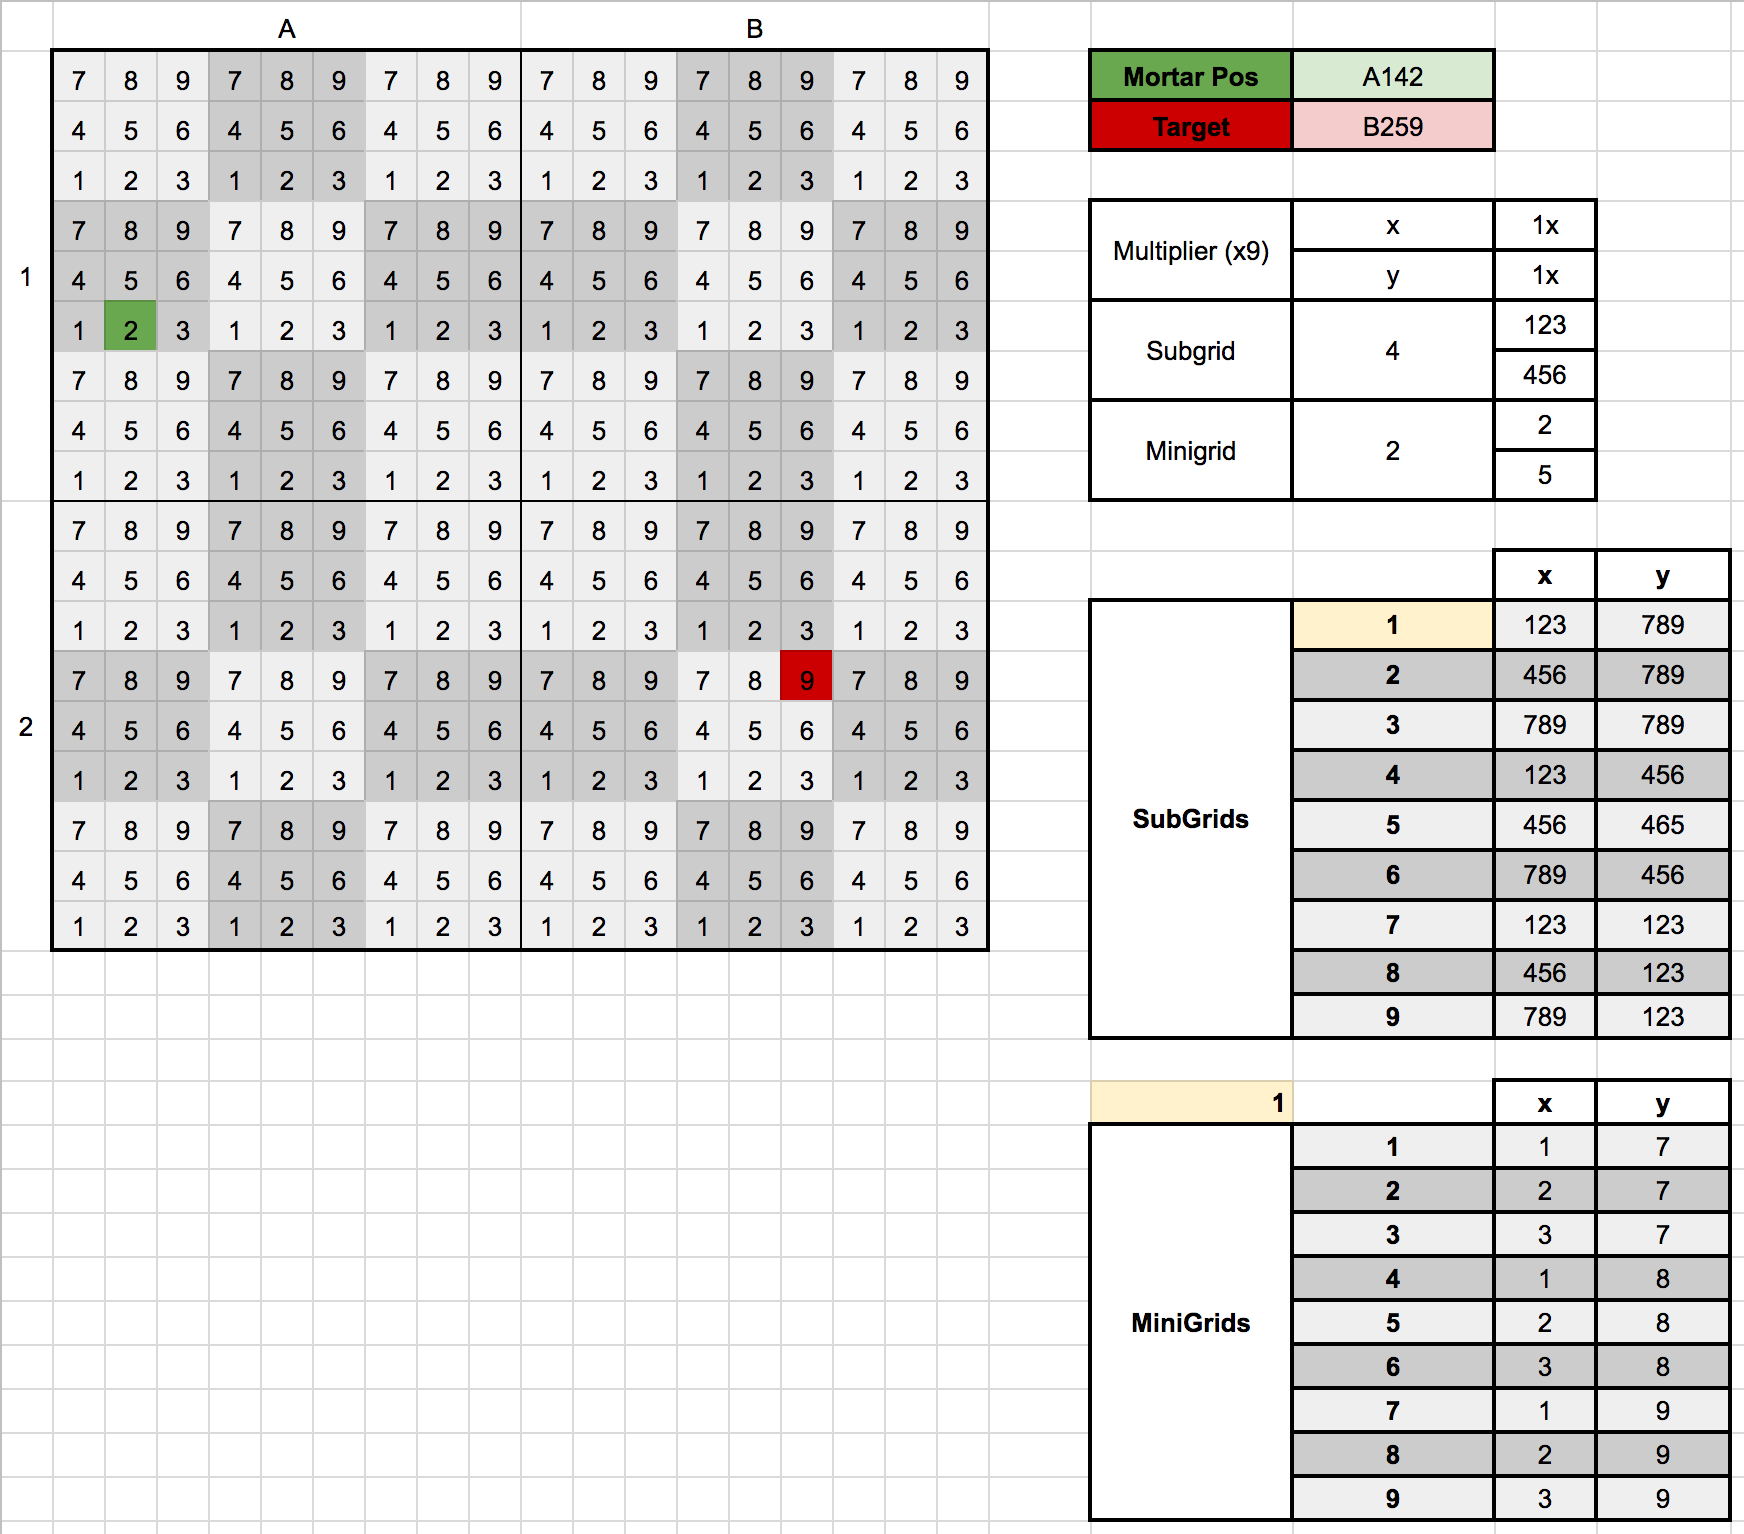 A B
7 8 9 7 8 9 7 8 9 7 8 9 7 8 9 7 8 9 Mortar Pos A142
4 5 6 4 5 6 4 5 6 4 5 6 4 5 6 4 5 6 Target B259
1 2 3 1 2 3 1 2 3 1 2 3 1 2 3 1 2 3
7 8 9 7 8 9 7 8 9 7 8 9 7 8 9 7 8 9 x 1x
Multiplier (x9)
1 4 5 6 4 5 6 4 5 6 4 5 6 4 5 6 4 5 6 y 1x
1 2 3 1 2 3 1 2 3 1 2 3 1 2 3 1 2 3 123
Subgrid 4
7 8 9 7 8 9 7 8 9 7 8 9 7 8 9 7 8 9 456
4 5 6 4 5 6 4 5 6 4 5 6 4 5 6 4 5 6 2
Minigrid 2
1 2 3 1 2 3 1 2 3 1 2 3 1 2 3 1 2 3 5
7 8 9 7 8 9 7 8 9 7 8 9 7 8 9 7 8 9
4 5 6 4 5 6 4 5 6 4 5 6 4 5 6 4 5 6 x y
1 2 3 1 2 3 1 2 3 1 2 3 1 2 3 1 2 3 1 123 789
7 8 9 7 8 9 7 8 9 7 8 9 7 8 9 7 8 9 2 456 789
2 4 5 6 4 5 6 4 5 6 4 5 6 4 5 6 4 5 6 3 789 789
1 2 3 1 2 3 1 2 3 1 2 3 1 2 3 1 2 3 4 123 456
7 8 9 7 8 9 7 8 9 7 8 9 7 8 9 7 8 9 SubGrids 5 456 465
4 5 6 4 5 6 4 5 6 4 5 6 4 5 6 4 5 6 6 789 456
1 2 3 1 2 3 1 2 3 1 2 3 1 2 3 1 2 3 7 123 123
8 456 123
9 789 123
1 x y
1 1 7
2 2 7
3 3 7
4 1 8
MiniGrids 5 2 8
6 3 8
7 1 9
8 2 9
9 3 9